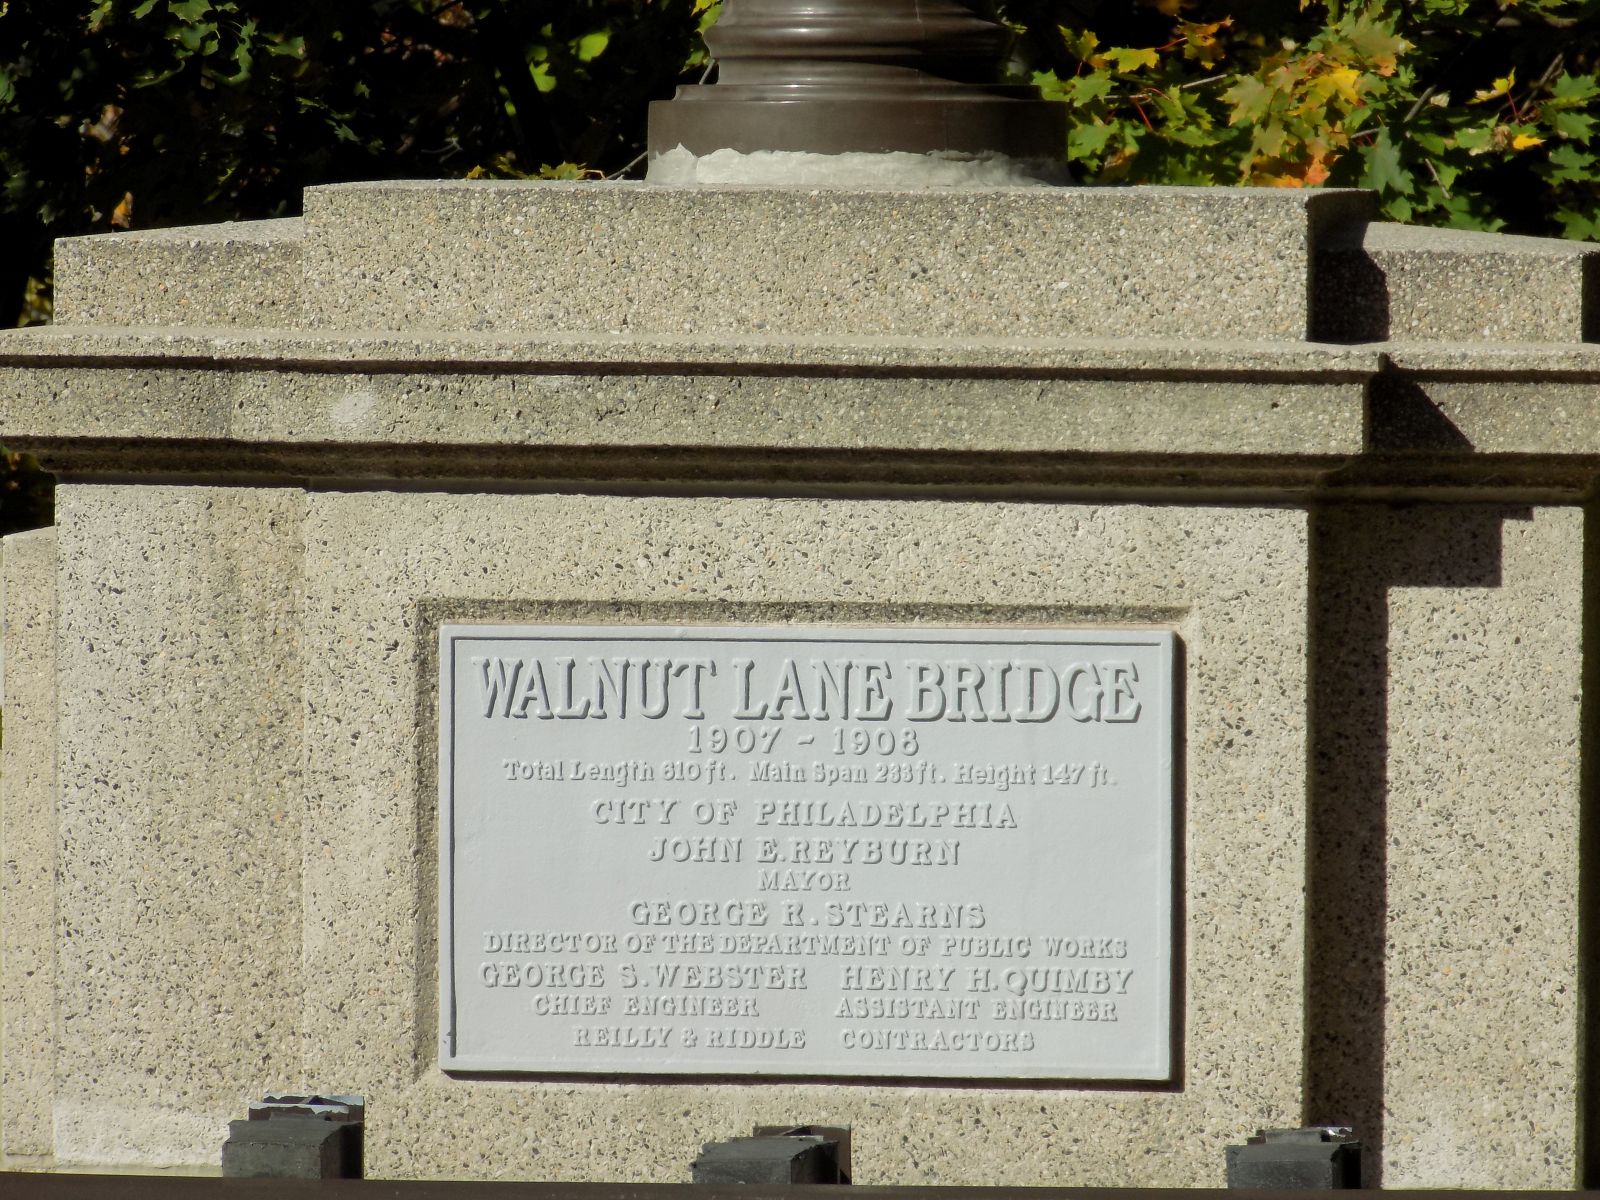 WALNUT LANE BRIDGE
1907 - 1908
Total Length 610 ft. Main Span 233 ft. Height 147 ft.
CITY OF PHILADELPHIA
JOHN E. REYBURN
MAYOR
GEORGE R. STEARNS
DIRECTOR OF THE DEPARTMENT OF PUBLIC WORKS
GEORGE S. WEBSTER HENRY H. QUIMBY
CHIEF ENGINEER ASSISTANT ENGINEER
REILLY & RIDDLE CONTRACTORS